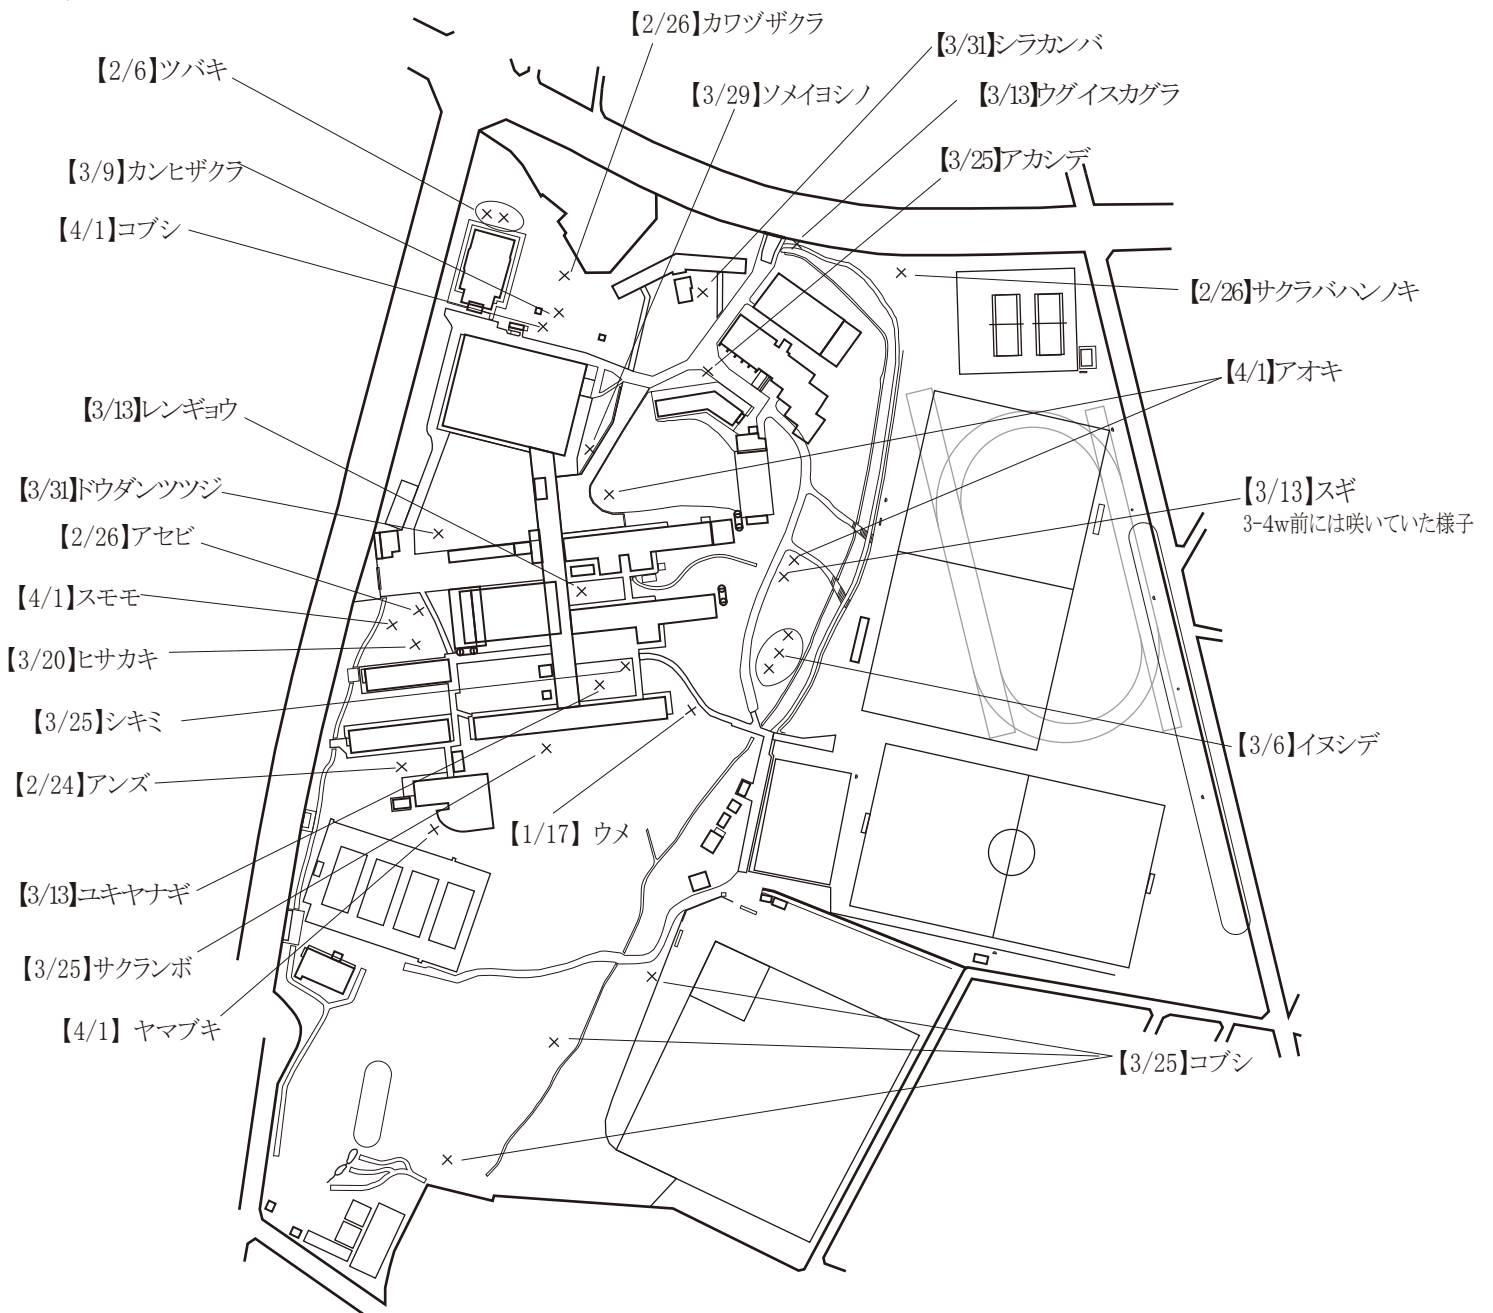 【2/26】カワヅザクラ
【3/31】シラカンバ
【2/6】ツバキ
【3/29】ソメイヨシノ
【3/13】ウグイスカグラ
【3/9】カンヒザクラ
【3/25】アカシデ
【4/1】コブシ
【2/26】サクラバハンノキ
【4/1】アオキ
【3/13】レンギョウ
【3/31】ドウダンツツジ
【3/13】スギ
3-4w前には咲いていた様子
【2/26】アセビ
【4/1】スモモ
【3/20】ヒサカキ
【3/25】シキミ
【3/6】イヌシデ
【2/24】アンズ
【1/17】 ウメ
【3/13】ユキヤナギ
【3/25】サクランボ
【4/1】 ヤマブキ
【3/25】コブシ